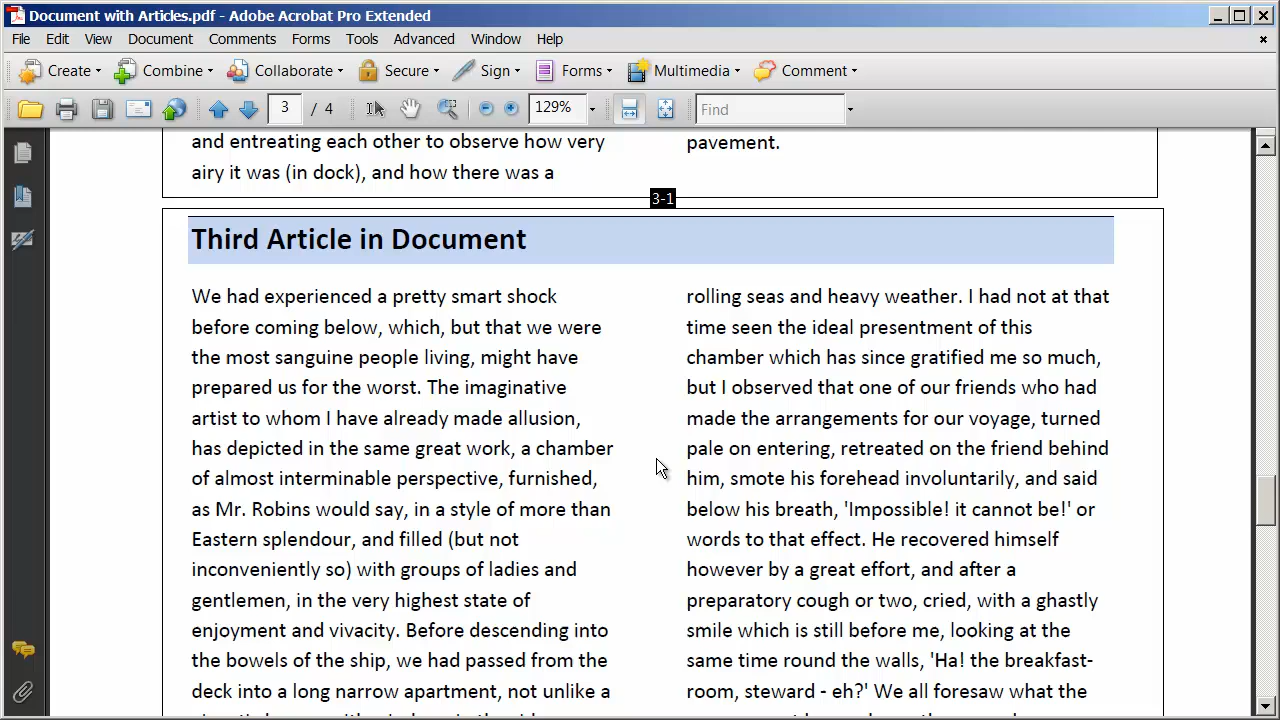 Document with Articles.pdf - Adobe Acrobat Pro Extended
File Edit View Document Comments Forms Tools Advanced Window Help
Create Combine Collaborate Secure Sign Forms Multimedia Comment
3 / 4 129% Find
and entreating each other to observe how very
airy it was (in dock), and how there was a
pavement.
3-1
Third Article in Document
We had experienced a pretty smart shock
before coming below, which, but that we were
the most sanguine people living, might have
prepared us for the worst. The imaginative
artist to whom I have already made allusion,
has depicted in the same great work, a chamber
of almost interminable perspective, furnished,
as Mr. Robins would say, in a style of more than
Eastern splendour, and filled (but not
inconveniently so) with groups of ladies and
gentlemen, in the very highest state of
enjoyment and vivacity. Before descending into
the bowels of the ship, we had passed from the
deck into a long narrow apartment, not unlike a
rolling seas and heavy weather. I had not at that
time seen the ideal presentment of this
chamber which has since gratified me so much,
but I observed that one of our friends who had
made the arrangements for our voyage, turned
pale on entering, retreated on the friend behind
him, smote his forehead involuntarily, and said
below his breath, 'Impossible! it cannot be!' or
words to that effect. He recovered himself
however by a great effort, and after a
preparatory cough or two, cried, with a ghastly
smile which is still before me, looking at the
same time round the walls, 'Ha! the breakfast-
room, steward - eh?' We all foresaw what the